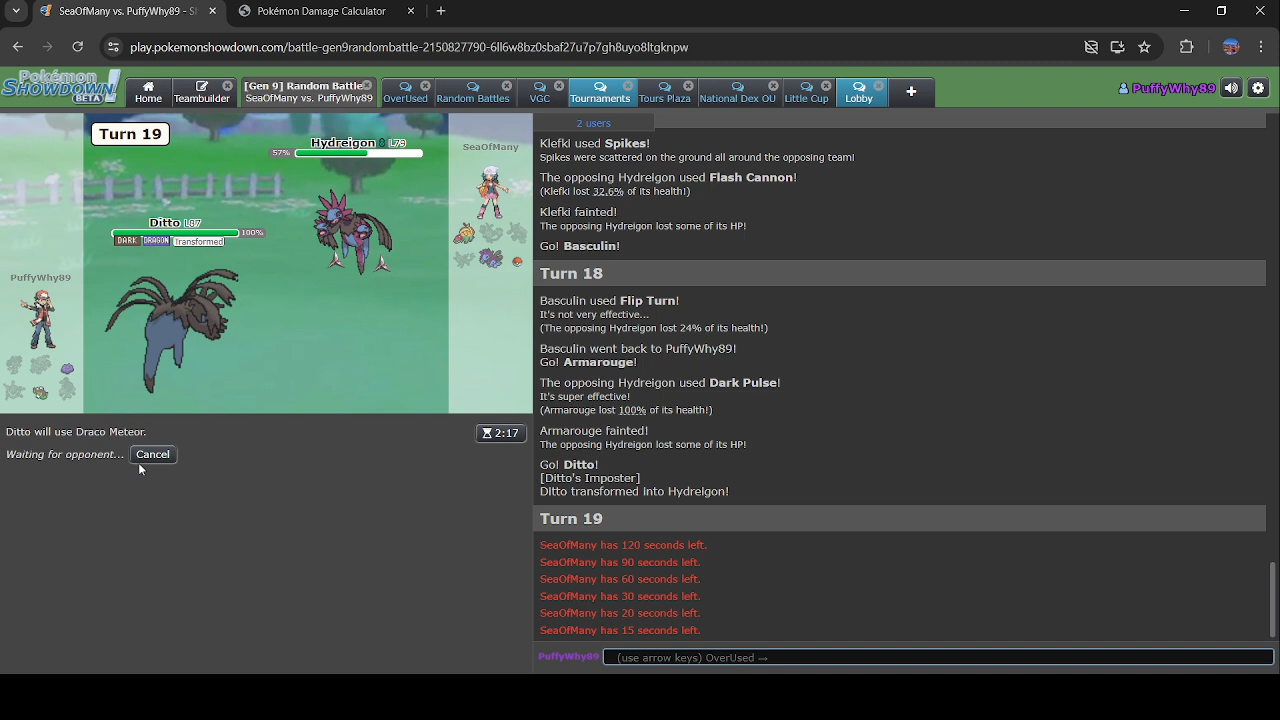 SeaOfMany vs. PuffyWhy89 - S
Pokémon Damage Calculator
play.pokemonshowdown.com/battle-gen9randombattle-2150827790-6ll6w8bz0sbaf27u7p7gh8uyo8ltgknpw
Pokémon
Showdown!
BETA
Home
Teambuilder
[Gen 9] Random Battle
SeaOfMany vs. PuffyWhy89
OverUsed
Random Battles
VGC
Tournaments
Tours Plaza
National Dex OU
Little Cup
Lobby
PuffyWhy89
Turn 19
Hydreigon L79
57%
SeaOfMany
Ditto L87
100%
DARK DRAGON Transformed
PuffyWhy89
Ditto will use Draco Meteor.
2:17
Waiting for opponent... Cancel
2 users
Klefki used Spikes!
Spikes were scattered on the ground all around the opposing team!
The opposing Hydreigon used Flash Cannon!
(Klefki lost 32.6% of its health!)
Klefki fainted!
The opposing Hydreigon lost some of its HP!
Go! Basculin!
Turn 18
Basculin used Flip Turn!
It's not very effective...
(The opposing Hydreigon lost 24% of its health!)
Basculin went back to PuffyWhy89!
Go! Armarouge!
The opposing Hydreigon used Dark Pulse!
It's super effective!
(Armarouge lost 100% of its health!)
Armarouge fainted!
The opposing Hydreigon lost some of its HP!
Go! Ditto!
[Ditto's Imposter]
Ditto transformed into Hydreigon!
Turn 19
SeaOfMany has 120 seconds left.
SeaOfMany has 90 seconds left.
SeaOfMany has 60 seconds left.
SeaOfMany has 30 seconds left.
SeaOfMany has 20 seconds left.
SeaOfMany has 15 seconds left.
PuffyWhy89 (use arrow keys) OverUsed →